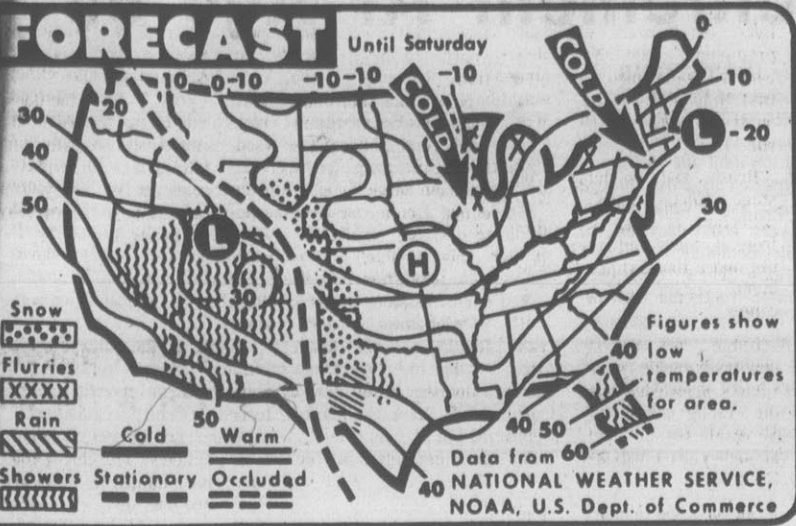 FORECAST
Until Saturday
10 0 -10 -10 -10 -10 0
20 10
30 COLD COLD
40 L -20
50 L 30
H
30
Snow
Flurries
XXXX
Rain
Showers
50
Cold Warm
Stationary Occluded
Figures show
40 low
temperatures
for area.
40 50
60
40
Data from
NATIONAL WEATHER SERVICE,
NOAA, U.S. Dept. of Commerce